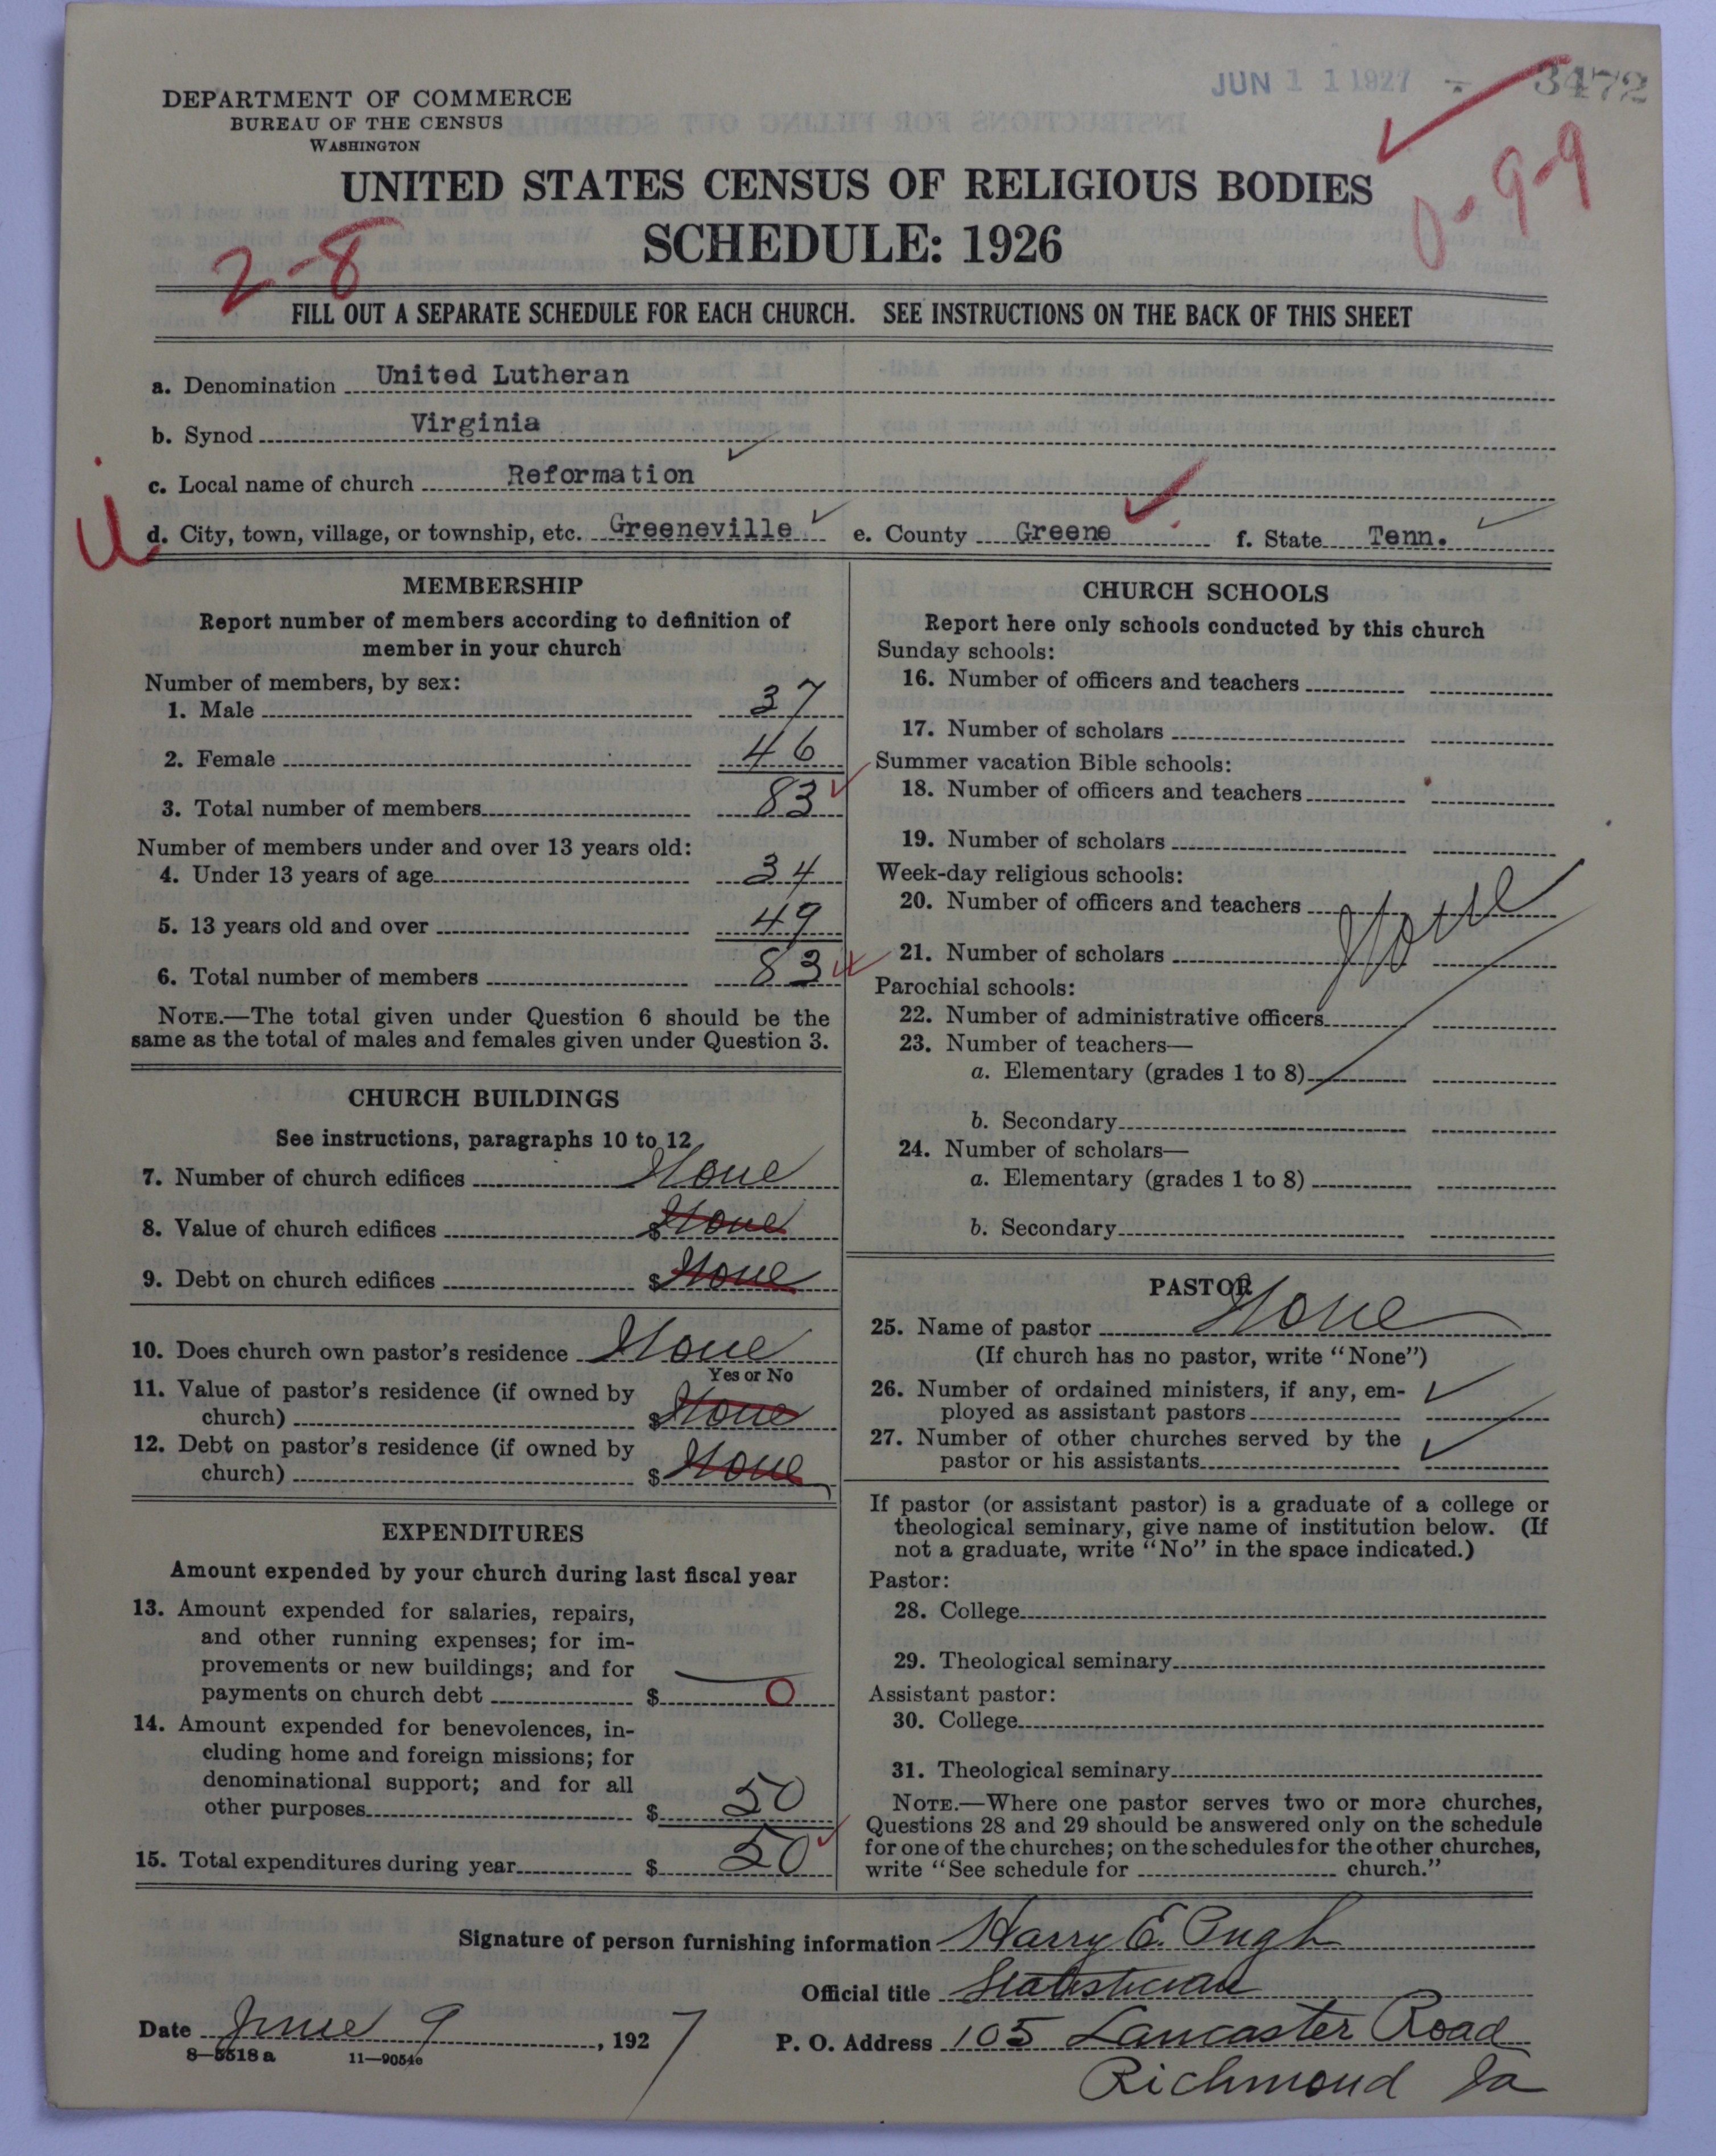 JUN 11 1927 3472
DEPARTMENT OF COMMERCE
BUREAU OF THE CENSUS
WASHINGTON
UNITED STATES CENSUS OF RELIGIOUS BODIES
0-9-9
2-8
SCHEDULE: 1926
FILL OUT A SEPARATE SCHEDULE FOR EACH CHURCH. SEE INSTRUCTIONS ON THE BACK OF THIS SHEET
a. Denomination United Lutheran
b. Synod Virginia
c. Local name of church Reformation
d. City, town, village, or township, etc. Greeneville e. County Greene f. State Tenn.
MEMBERSHIP
Report number of members according to definition of
member in your church
Number of members, by sex:
1. Male 37
2. Female 46
3. Total number of members 83
Number of members under and over 13 years old:
4. Under 13 years of age 34
5. 13 years old and over 49
6. Total number of members 83
NOTE.—The total given under Question 6 should be the
same as the total of males and females given under Question 3.
CHURCH BUILDINGS
See instructions, paragraphs 10 to 12
7. Number of church edifices None
8. Value of church edifices $ None
9. Debt on church edifices $ None
10. Does church own pastor's residence None
Yes or No
11. Value of pastor's residence (if owned by
church) $ None
12. Debt on pastor's residence (if owned by
church) $ None
EXPENDITURES
Amount expended by your church during last fiscal year
13. Amount expended for salaries, repairs,
and other running expenses; for im-
provements or new buildings; and for
payments on church debt $ 0
14. Amount expended for benevolences, in-
cluding home and foreign missions; for
denominational support; and for all
other purposes $ 50
15. Total expenditures during year $ 50
CHURCH SCHOOLS
Report here only schools conducted by this church
Sunday schools:
16. Number of officers and teachers
17. Number of scholars
Summer vacation Bible schools:
18. Number of officers and teachers
19. Number of scholars
Week-day religious schools:
20. Number of officers and teachers None
21. Number of scholars
Parochial schools:
22. Number of administrative officers
23. Number of teachers—
a. Elementary (grades 1 to 8)
b. Secondary
24. Number of scholars—
a. Elementary (grades 1 to 8)
b. Secondary
PASTOR
25. Name of pastor None
(If church has no pastor, write "None")
26. Number of ordained ministers, if any, em-
ployed as assistant pastors
27. Number of other churches served by the
pastor or his assistants
If pastor (or assistant pastor) is a graduate of a college or
theological seminary, give name of institution below. (If
not a graduate, write "No" in the space indicated.)
Pastor:
28. College
29. Theological seminary
Assistant pastor:
30. College
31. Theological seminary
NOTE.—Where one pastor serves two or more churches,
Questions 28 and 29 should be answered only on the schedule
for one of the churches; on the schedules for the other churches,
write "See schedule for church."
Signature of person furnishing information Harry E. Pugh
Official title Statistician
Date June 9, 1927 P. O. Address 105 Lancaster Road
8—5518 a 11—9054e
Richmond Va